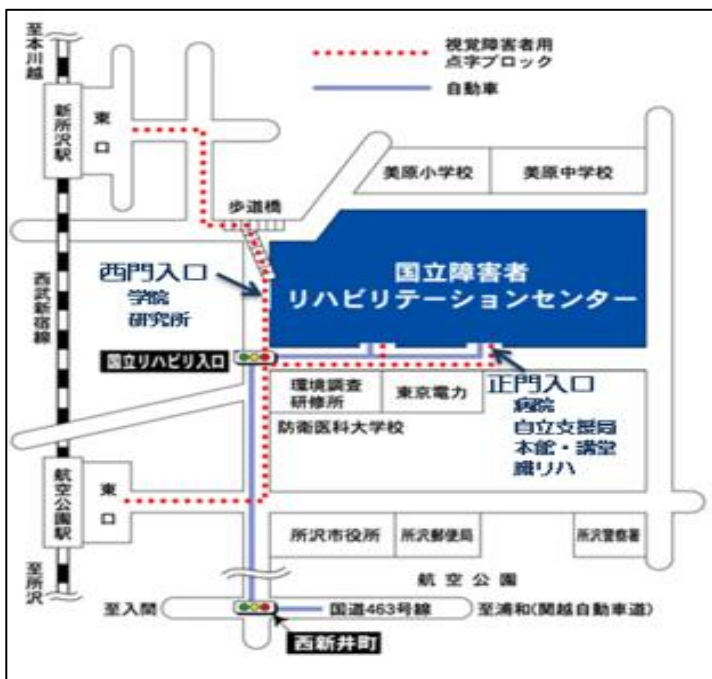 至本川越
視覚障害者用
点字ブロック
自動車
新所沢駅
東口
美原小学校
美原中学校
歩道橋
国立障害者
リハビリテーションセンター
西門入口
学院
研究所
西武新宿線
国立リハビリ入口
環境調査
研修所
東京電力
正門入口
病院
自立支援局
本館・講堂
職リハ
防衛医科大学校
航空公園駅
東口
所沢市役所
所沢郵便局
所沢警察署
至所沢
航空公園
至入間
国道463号線
至浦和(関越自動車道)
西新井町